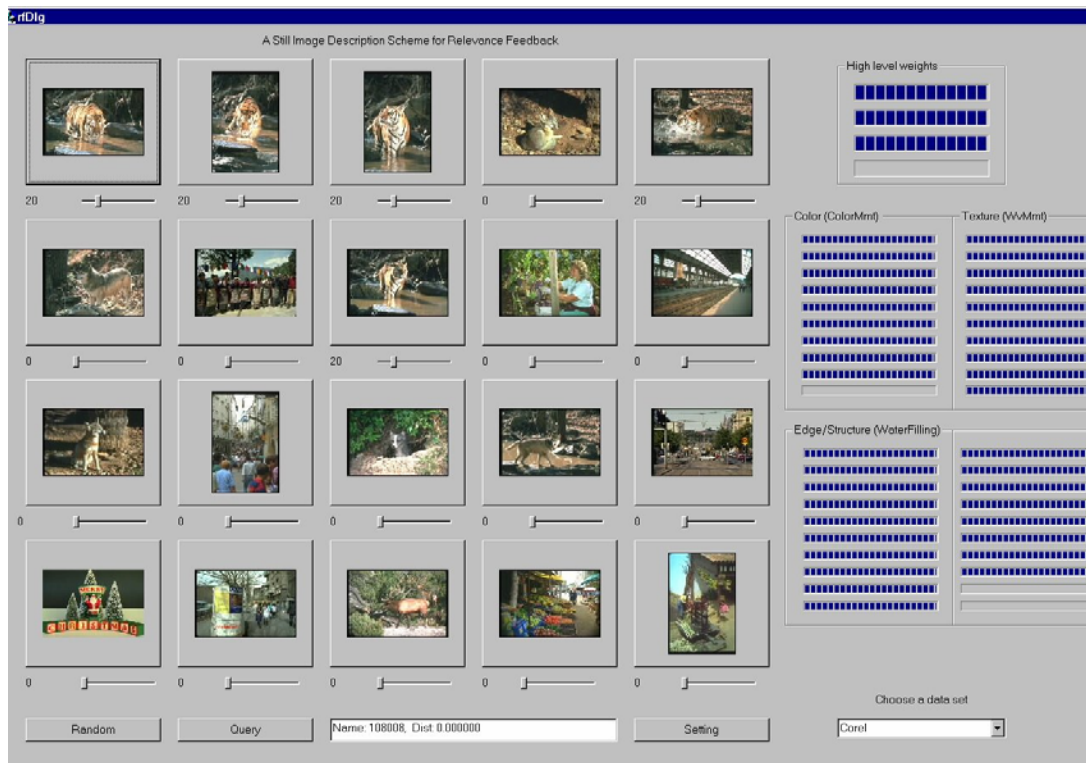 rfDlg
A Still Image Description Scheme for Relevance Feedback
High level weights
20 20 20 0 20
Color (ColorMmt) Texture (WvMmt)
0 0 20 0 0
Edge/Structure (WaterFilling)
0 0 0 0 0
MERRY
CHRISTMAS
0 0 0 0 0
Choose a data set
Random Query Name: 108008, Dist: 0.000000 Setting Corel